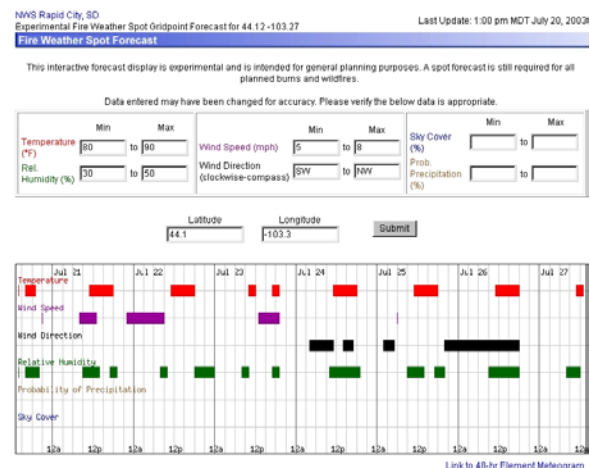 NWS Rapid City, SD
Experimental Fire Weather Spot Gridpoint Forecast for 44.12 -103.27
Last Update: 1:00 pm MDT July 20, 2003
Fire Weather Spot Forecast
This interactive forecast display is experimental and is intended for general planning purposes. A spot forecast is still required for all
planned burns and wildfires.
Data entered may have been changed for accuracy. Please verify the below data is appropriate.
Min Max
Temperature (°F) 80 to 90
Rel. Humidity (%) 30 to 50
Min Max
Wind Speed (mph) 5 to 8
Wind Direction (clockwise-compass) SW to NW
Min Max
Sky Cover (%) to
Prob. Precipitation (%) to
Latitude Longitude
44.1 -103.3 Submit
Jul 21 Jul 22 Jul 23 Jul 24 Jul 25 Jul 26 Jul 27
Temperature
Wind Speed
Wind Direction
Relative Humidity
Probability of Precipitation
Sky Cover
12a 12p 12a 12p 12a 12p 12a 12p 12a 12p 12a 12p 12a 12p
Link to 48-hr Element Meteogram